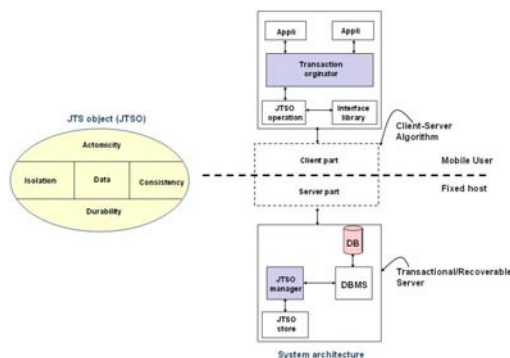 Appli
Appli
Transaction
orginator
JTSO
operation
Interface
library
JTS object (JTSO)
Actomicity
Isolation
Data
Consistency
Durability
Client-Server
Algorithm
Client part
Mobile User
Server part
Fixed host
DB
JTSO
manager
DBMS
Transactional/Recoverable
Server
JTSO
store
System architecture